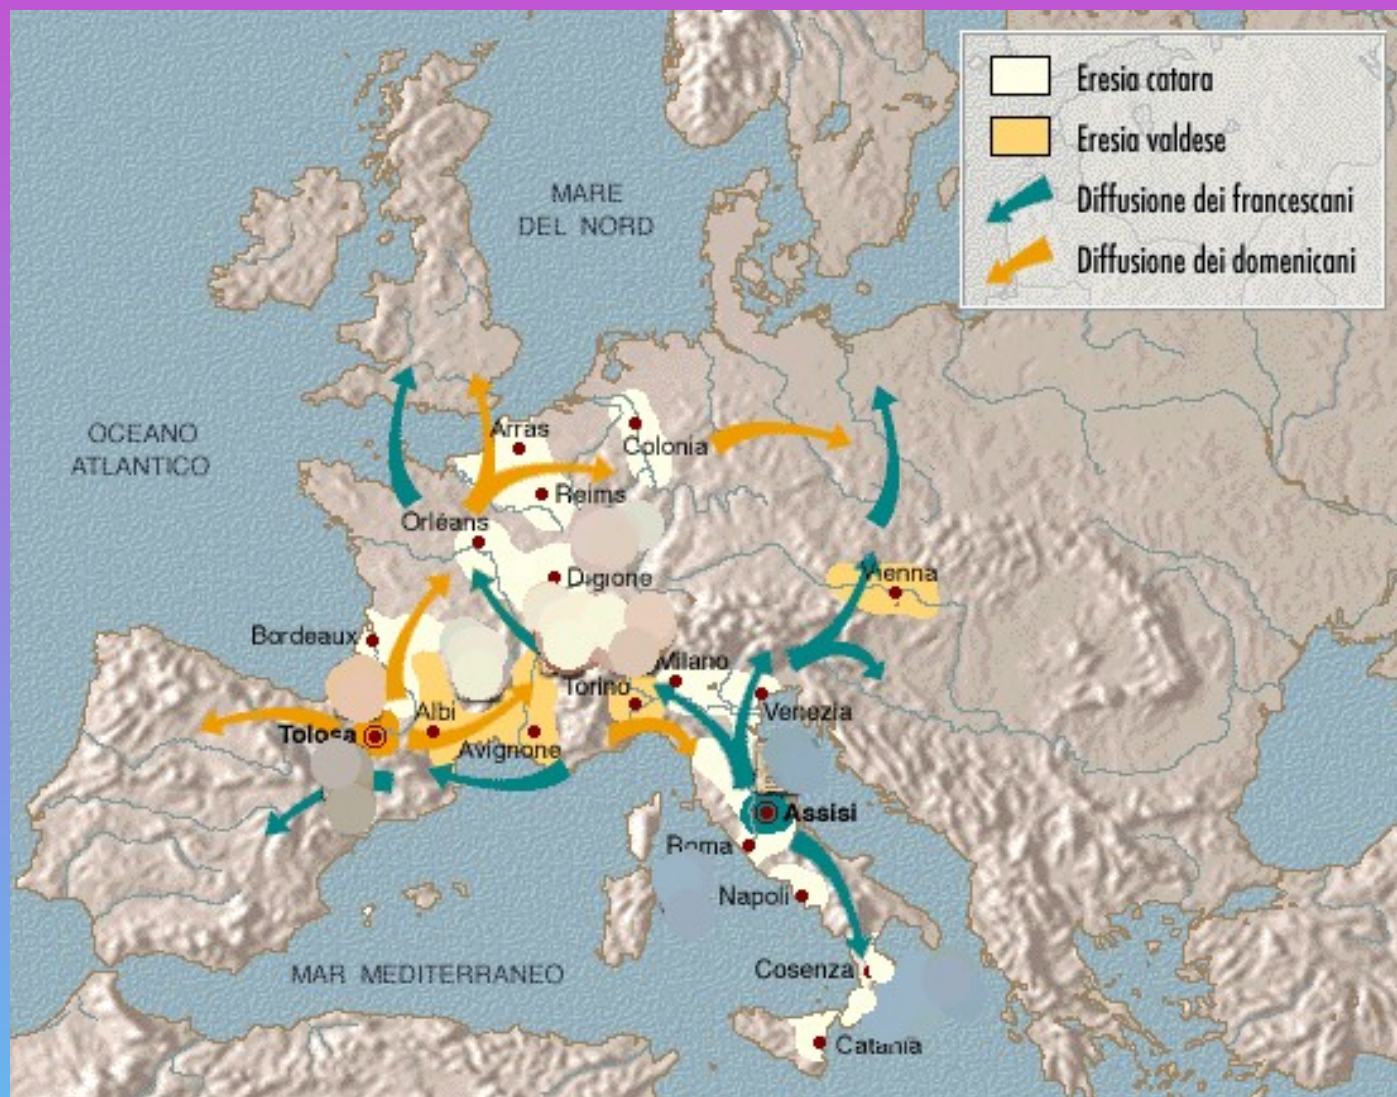 Eresia catara
Eresia valdese
Diffusione dei francescani
Diffusione dei domenicani
MARE
DEL NORD
OCEANO
ATLANTICO
Arras
Colonia
Reims
Orléans
Digione
Vienna
Bordeaux
Milano
Torino
Venezia
Albi
Tolosa
Avignone
Assisi
Roma
Napoli
Cosenza
MAR MEDITERRANEO
Catania